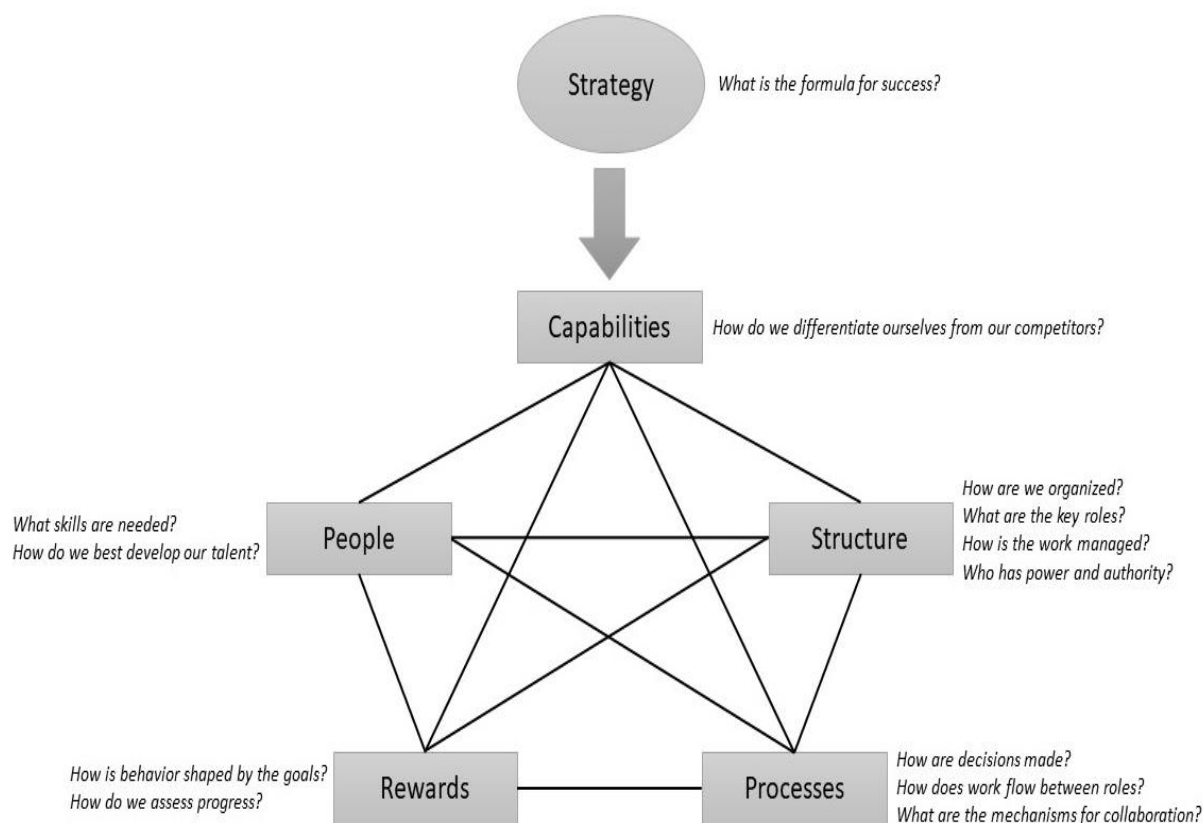 Strategy
What is the formula for success?
Capabilities
How do we differentiate ourselves from our competitors?
What skills are needed?
How do we best develop our talent?
People
Structure
How are we organized?
What are the key roles?
How is the work managed?
Who has power and authority?
How is behavior shaped by the goals?
How do we assess progress?
Rewards
Processes
How are decisions made?
How does work flow between roles?
What are the mechanisms for collaboration?